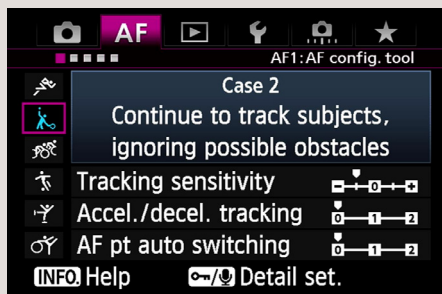 AF
AF1:AF config. tool
Case 2
Continue to track subjects,
ignoring possible obstacles
Tracking sensitivity - 0 +
Accel./decel. tracking 0 1 2
AF pt auto switching 0 1 2
INFO. Help /Detail set.